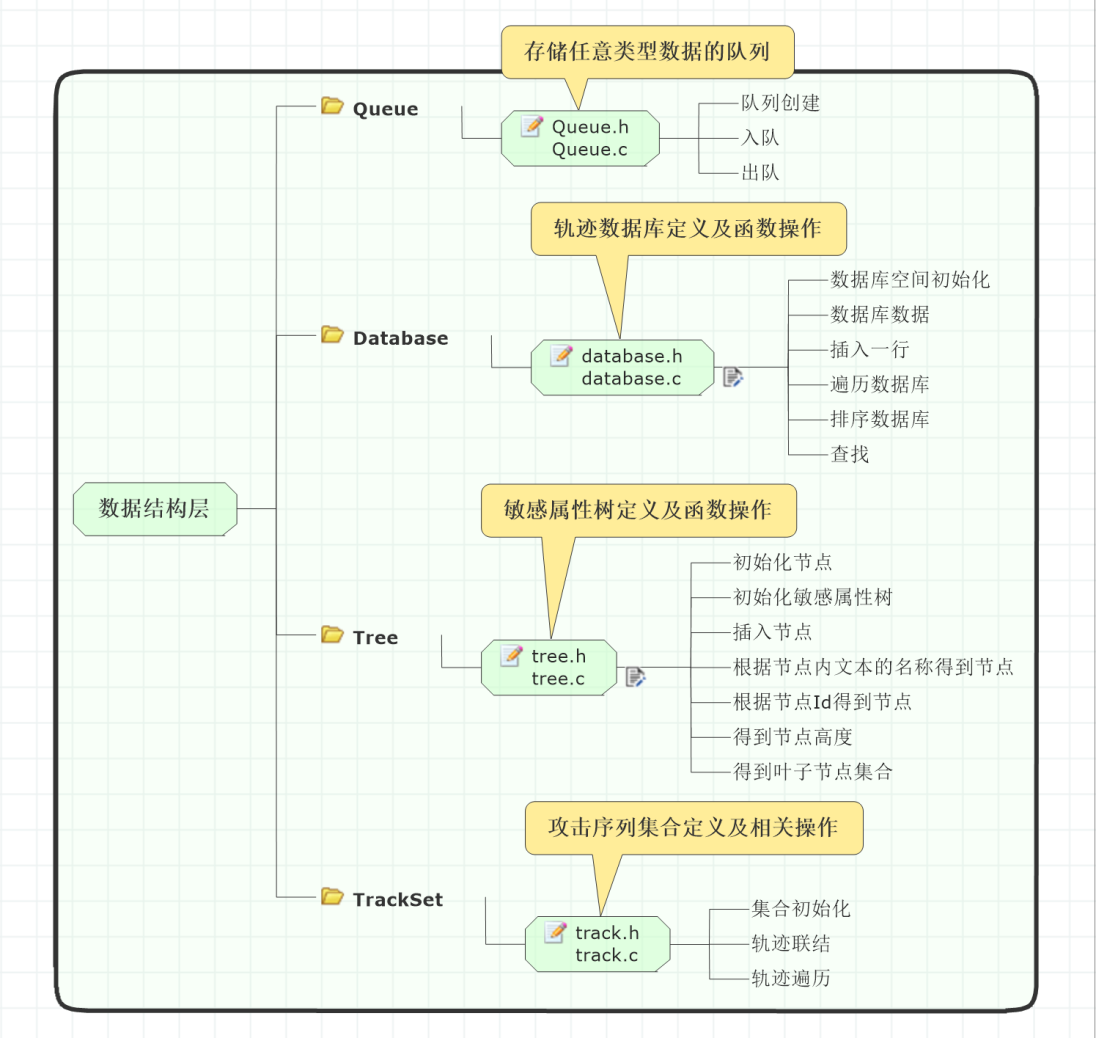 存储任意类型数据的队列
Queue
Queue.h
Queue.c
队列创建
入队
出队
轨迹数据库定义及函数操作
Database
database.h
database.c
数据库空间初始化
数据库数据
插入一行
遍历数据库
排序数据库
查找
数据结构层
敏感属性树定义及函数操作
Tree
tree.h
tree.c
初始化节点
初始化敏感属性树
插入节点
根据节点内文本的名称得到节点
根据节点Id得到节点
得到节点高度
得到叶子节点集合
攻击序列集合定义及相关操作
TrackSet
track.h
track.c
集合初始化
轨迹联结
轨迹遍历